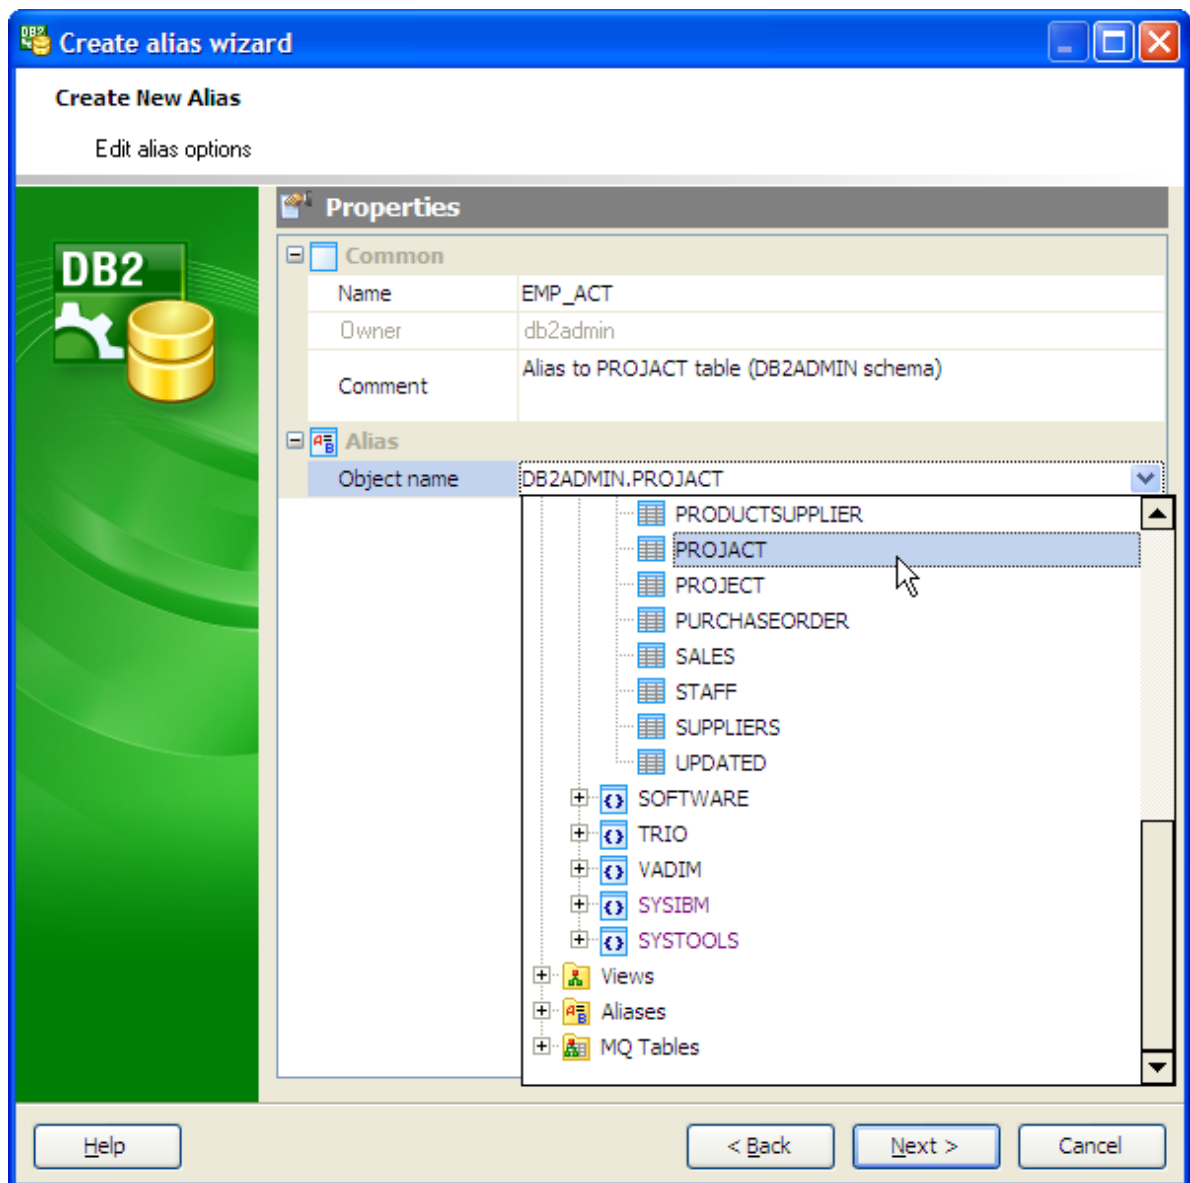 Create alias wizard
Create New Alias
Edit alias options
DB2
Properties
Common
Name EMP_ACT
Owner db2admin
Comment Alias to PROJACT table (DB2ADMIN schema)
Alias
Object name DB2ADMIN.PROJACT
PRODUCTSUPPLIER
PROJACT
PROJECT
PURCHASEORDER
SALES
STAFF
SUPPLIERS
UPDATED
SOFTWARE
TRIO
VADIM
SYSIBM
SYSTOOLS
Views
Aliases
MQ Tables
Help < Back Next > Cancel